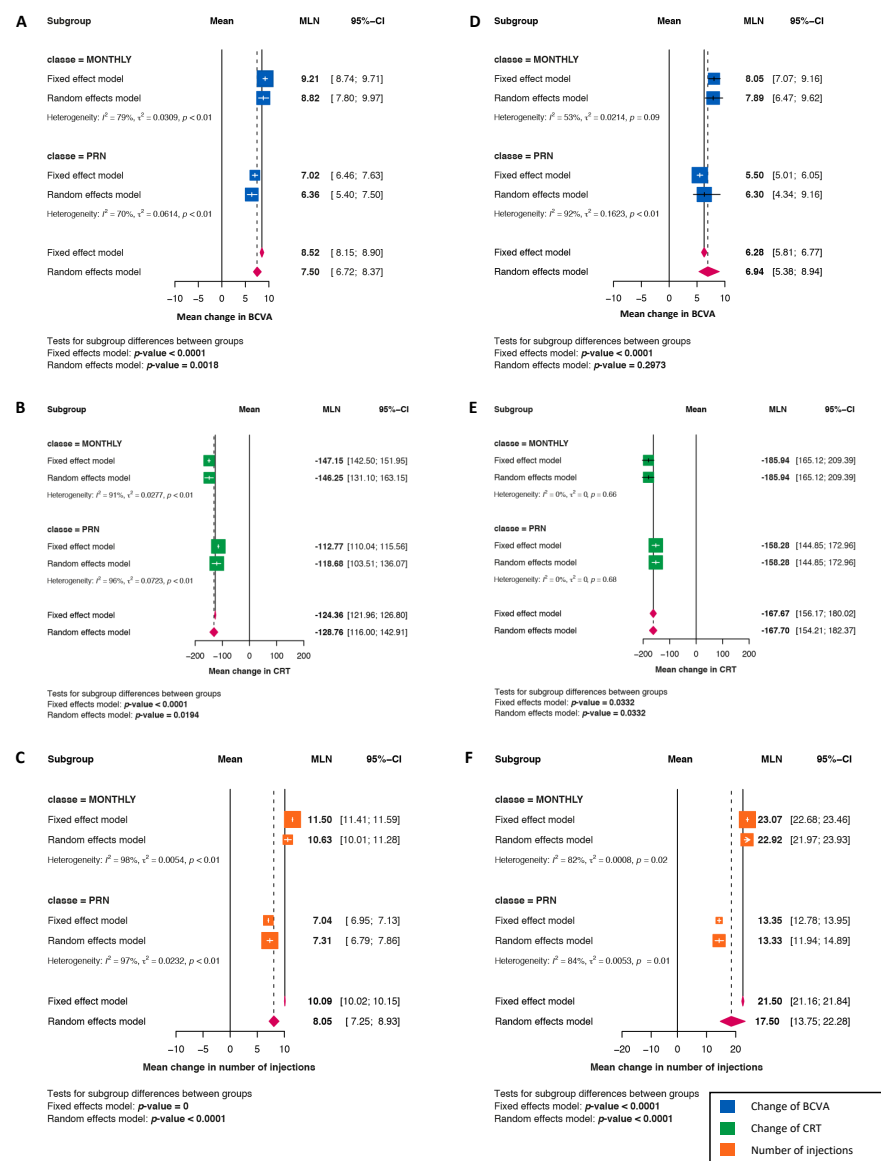 A
Subgroup Mean MLN 95%−CI
classe = MONTHLY
Fixed effect model 9.21 [ 8.74; 9.71]
Random effects model 8.82 [ 7.80; 9.97]
Heterogeneity: I² = 79%, τ² = 0.0309, p < 0.01
classe = PRN
Fixed effect model 7.02 [ 6.46; 7.63]
Random effects model 6.36 [ 5.40; 7.50]
Heterogeneity: I² = 70%, τ² = 0.0614, p < 0.01
Fixed effect model 8.52 [ 8.15; 8.90]
Random effects model 7.50 [ 6.72; 8.37]
−10 −5 0 5 10
Mean change in BCVA
Tests for subgroup differences between groups
Fixed effects model: p-value < 0.0001
Random effects model: p-value = 0.0018
D
Subgroup Mean MLN 95%−CI
classe = MONTHLY
Fixed effect model 8.05 [7.07; 9.16]
Random effects model 7.89 [6.47; 9.62]
Heterogeneity: I² = 53%, τ² = 0.0214, p = 0.09
classe = PRN
Fixed effect model 5.50 [5.01; 6.05]
Random effects model 6.30 [4.34; 9.16]
Heterogeneity: I² = 92%, τ² = 0.1623, p < 0.01
Fixed effect model 6.28 [5.81; 6.77]
Random effects model 6.94 [5.38; 8.94]
−10 −5 0 5 10
Mean change in BCVA
Tests for subgroup differences between groups
Fixed effects model: p-value < 0.0001
Random effects model: p-value = 0.2973
B
Subgroup Mean MLN 95%−CI
classe = MONTHLY
Fixed effect model -147.15 [142.50; 151.95]
Random effects model -146.25 [131.10; 163.15]
Heterogeneity: I² = 91%, τ² = 0.0277, p < 0.01
classe = PRN
Fixed effect model -112.77 [110.04; 115.56]
Random effects model -118.68 [103.51; 136.07]
Heterogeneity: I² = 96%, τ² = 0.0723, p < 0.01
Fixed effect model -124.36 [121.96; 126.80]
Random effects model -128.76 [116.00; 142.91]
−200 −100 0 100 200
Mean change in CRT
Tests for subgroup differences between groups
Fixed effects model: p-value < 0.0001
Random effects model: p-value = 0.0194
E
Subgroup Mean MLN 95%−CI
classe = MONTHLY
Fixed effect model -185.94 [165.12; 209.39]
Random effects model -185.94 [165.12; 209.39]
Heterogeneity: I² = 0%, τ² = 0, p = 0.66
classe = PRN
Fixed effect model -158.28 [144.85; 172.96]
Random effects model -158.28 [144.85; 172.96]
Heterogeneity: I² = 0%, τ² = 0, p = 0.68
Fixed effect model -167.67 [156.17; 180.02]
Random effects model -167.70 [154.21; 182.37]
−200 −100 0 100 200
Mean change in CRT
Tests for subgroup differences between groups
Fixed effects model: p-value = 0.0332
Random effects model: p-value = 0.0332
C
Subgroup Mean MLN 95%−CI
classe = MONTHLY
Fixed effect model 11.50 [11.41; 11.59]
Random effects model 10.63 [10.01; 11.28]
Heterogeneity: I² = 98%, τ² = 0.0054, p < 0.01
classe = PRN
Fixed effect model 7.04 [ 6.95; 7.13]
Random effects model 7.31 [ 6.79; 7.86]
Heterogeneity: I² = 97%, τ² = 0.0232, p < 0.01
Fixed effect model 10.09 [10.02; 10.15]
Random effects model 8.05 [ 7.25; 8.93]
−10 −5 0 5 10
Mean change in number of injections
Tests for subgroup differences between groups
Fixed effects model: p-value = 0
Random effects model: p-value < 0.0001
F
Subgroup Mean MLN 95%−CI
classe = MONTHLY
Fixed effect model 23.07 [22.68; 23.46]
Random effects model 22.92 [21.97; 23.93]
Heterogeneity: I² = 82%, τ² = 0.0008, p = 0.02
classe = PRN
Fixed effect model 13.35 [12.78; 13.95]
Random effects model 13.33 [11.94; 14.89]
Heterogeneity: I² = 84%, τ² = 0.0053, p = 0.01
Fixed effect model 21.50 [21.16; 21.84]
Random effects model 17.50 [13.75; 22.28]
−20 −10 0 10 20
Mean change in number of injections
Tests for subgroup differences between groups
Fixed effects model: p-value < 0.0001
Random effects model: p-value < 0.0001
Change of BCVA
Change of CRT
Number of injections